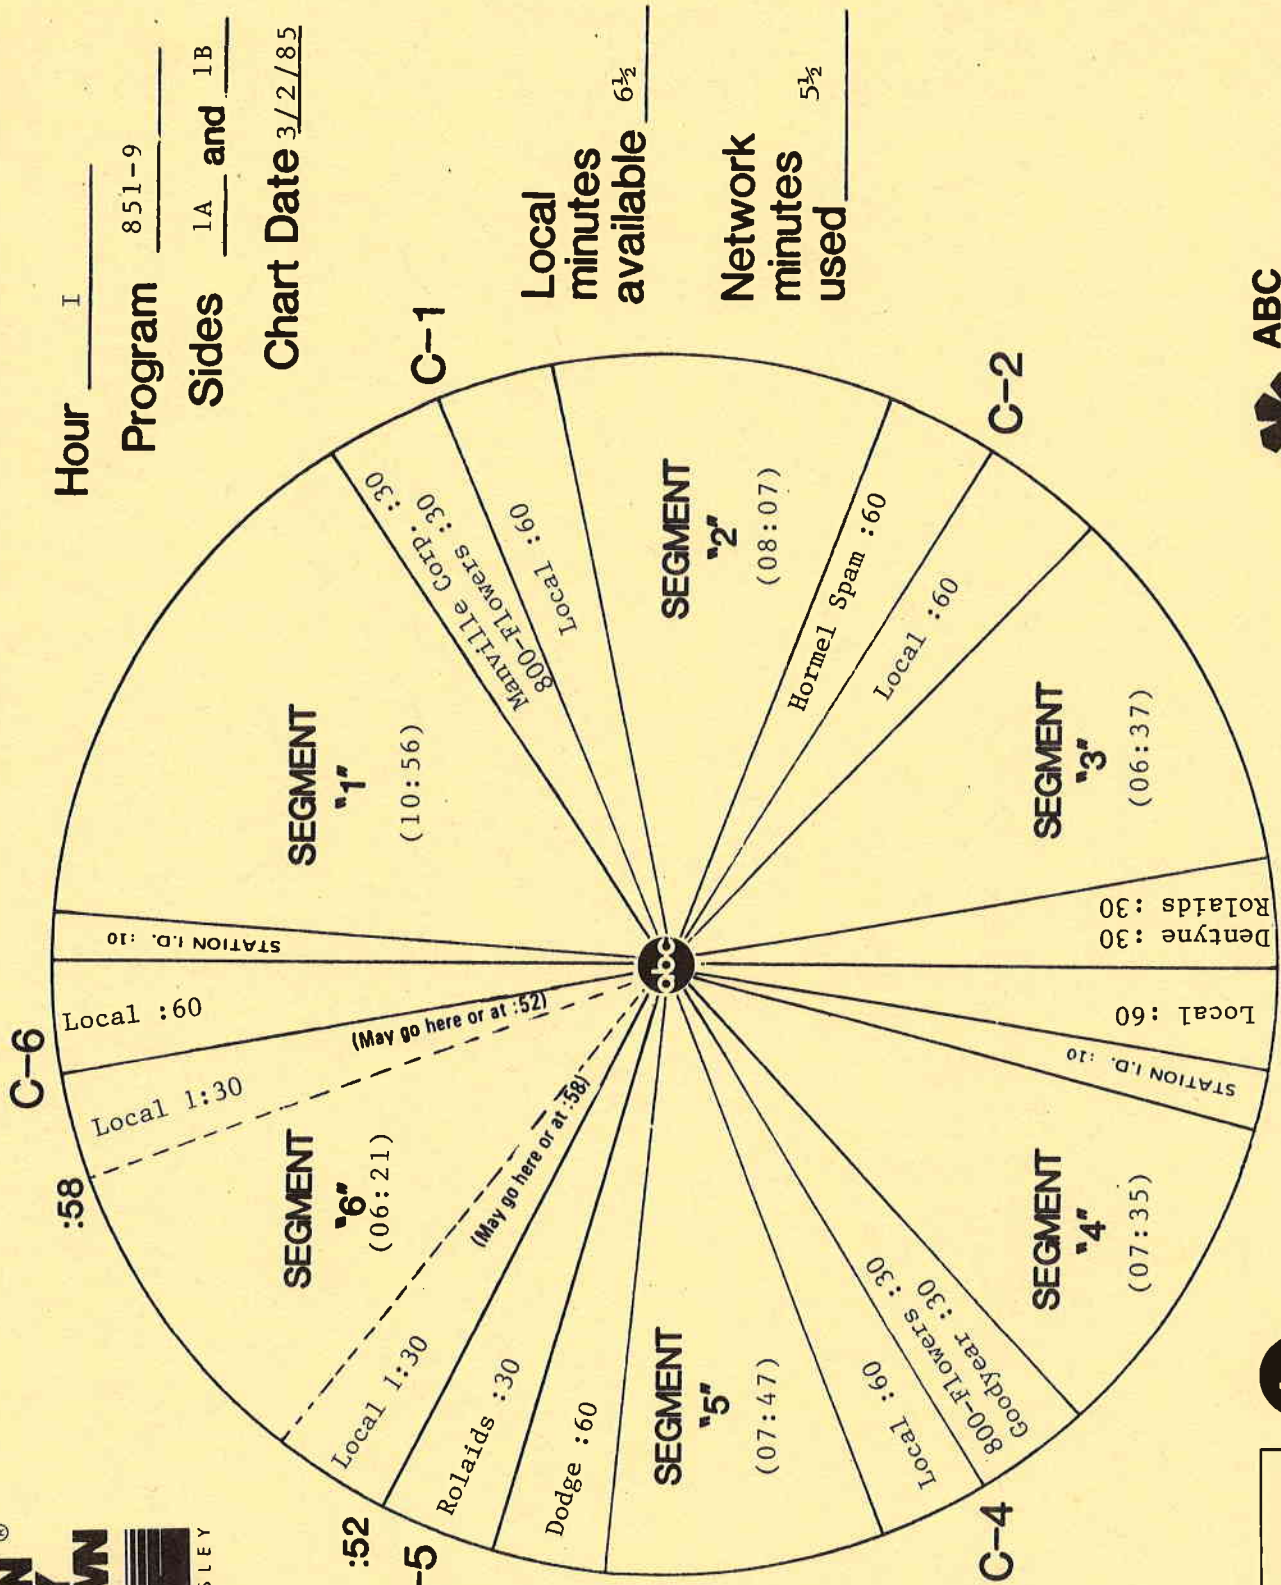 Hour I
Program 851-9
Sides 1A and 1B
Chart Date 3/2/85
Local
minutes
available 6½
Network
minutes
used 5½
SEGMENT
"1"
(10:56)
C-1
Manville Corp. :30
800-Flowers :30
Local :60
SEGMENT
"2"
(08:07)
C-2
Hormel Spam :60
Local :60
SEGMENT
"3"
(06:37)
Rolaids :30
Dentyne :30
Local :60
STATION I.D. :10
SEGMENT
"4"
(07:35)
C-4
Goodyear :30
800-Flowers :30
Local :60
SEGMENT
"5"
(07:47)
-5
Dodge :60
Rolaids :30
:52
Local 1:30
(May go here or at :58)
SEGMENT
"6"
(06:21)
:58
Local 1:30
(May go here or at :52)
C-6
Local :60
STATION I.D. :10
abc
ABC
®
SLEY